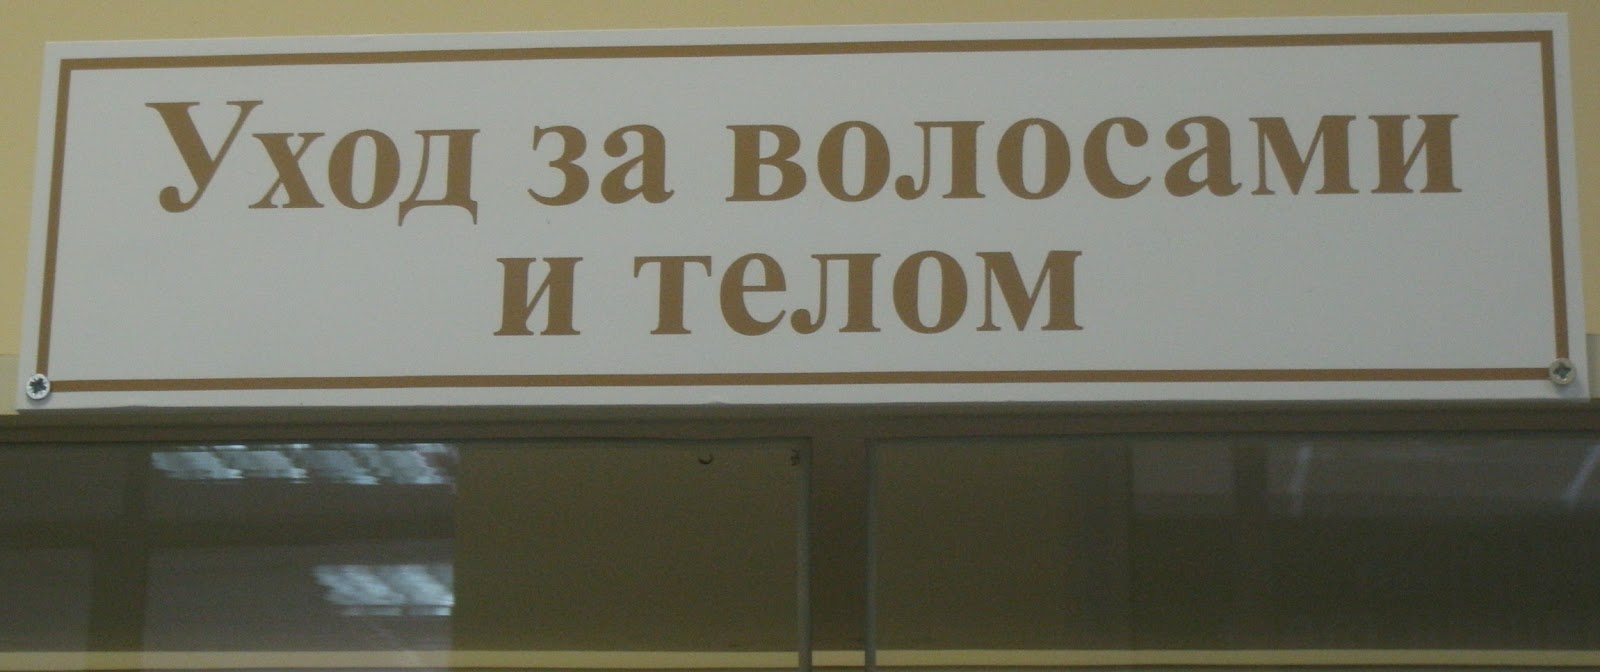 Уход за волосами
и телом